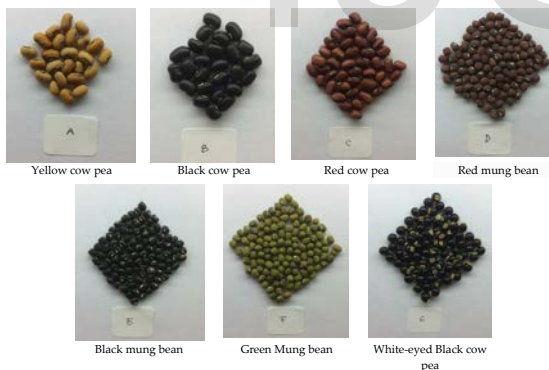 A
B
C
D
Yellow cow pea
Black cow pea
Red cow pea
Red mung bean
E
F
G
Black mung bean
Green Mung bean
White-eyed Black cow
pea